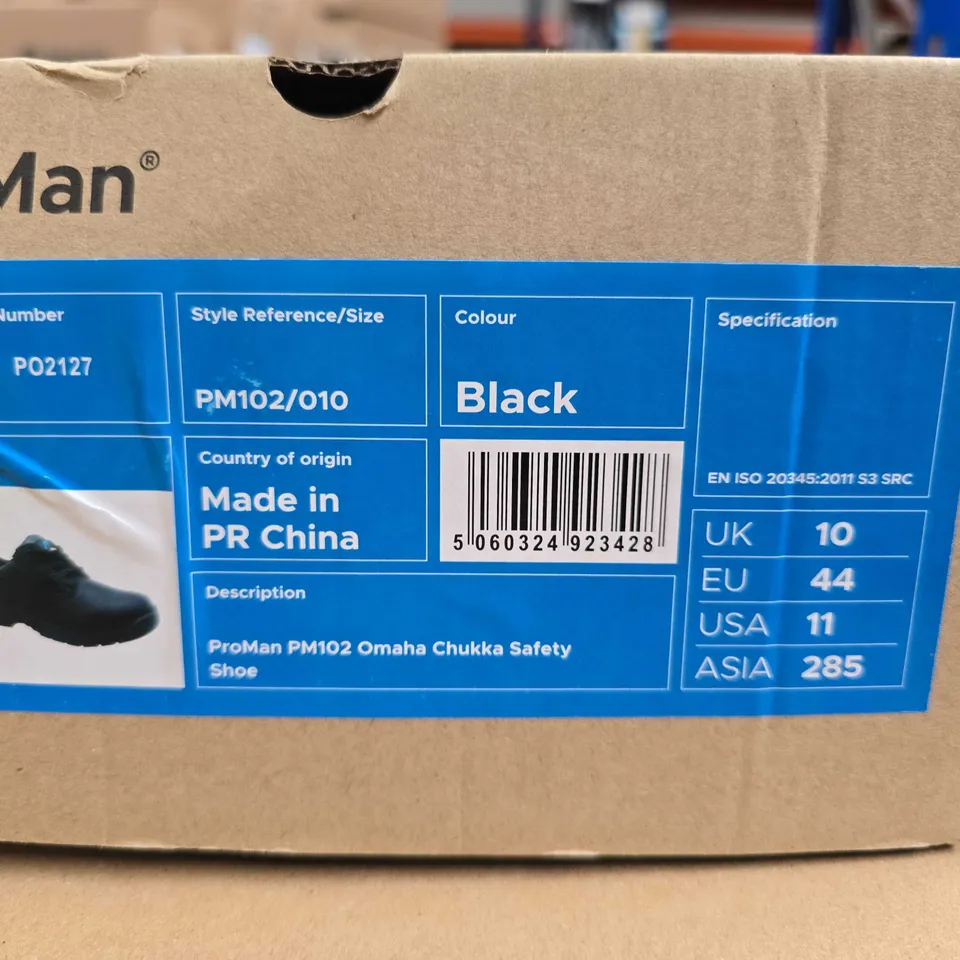 Man®
Number
PO2127
Style Reference/Size
PM102/010
Colour
Black
Specification
EN ISO 20345:2011 S3 SRC
Country of origin
Made in
PR China
5 060324 923428
UK 10
EU 44
USA 11
ASIA 285
Description
ProMan PM102 Omaha Chukka Safety
Shoe